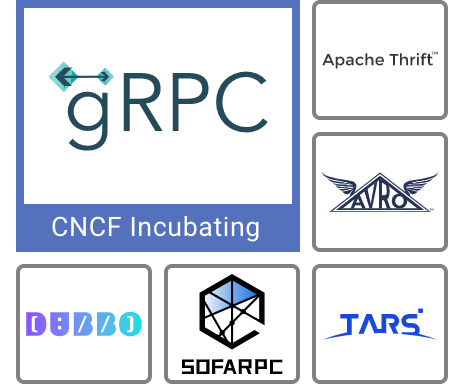 gRPC
CNCF Incubating
Apache Thrift™
AVRO
DUBBO
SOFARPC
TARS